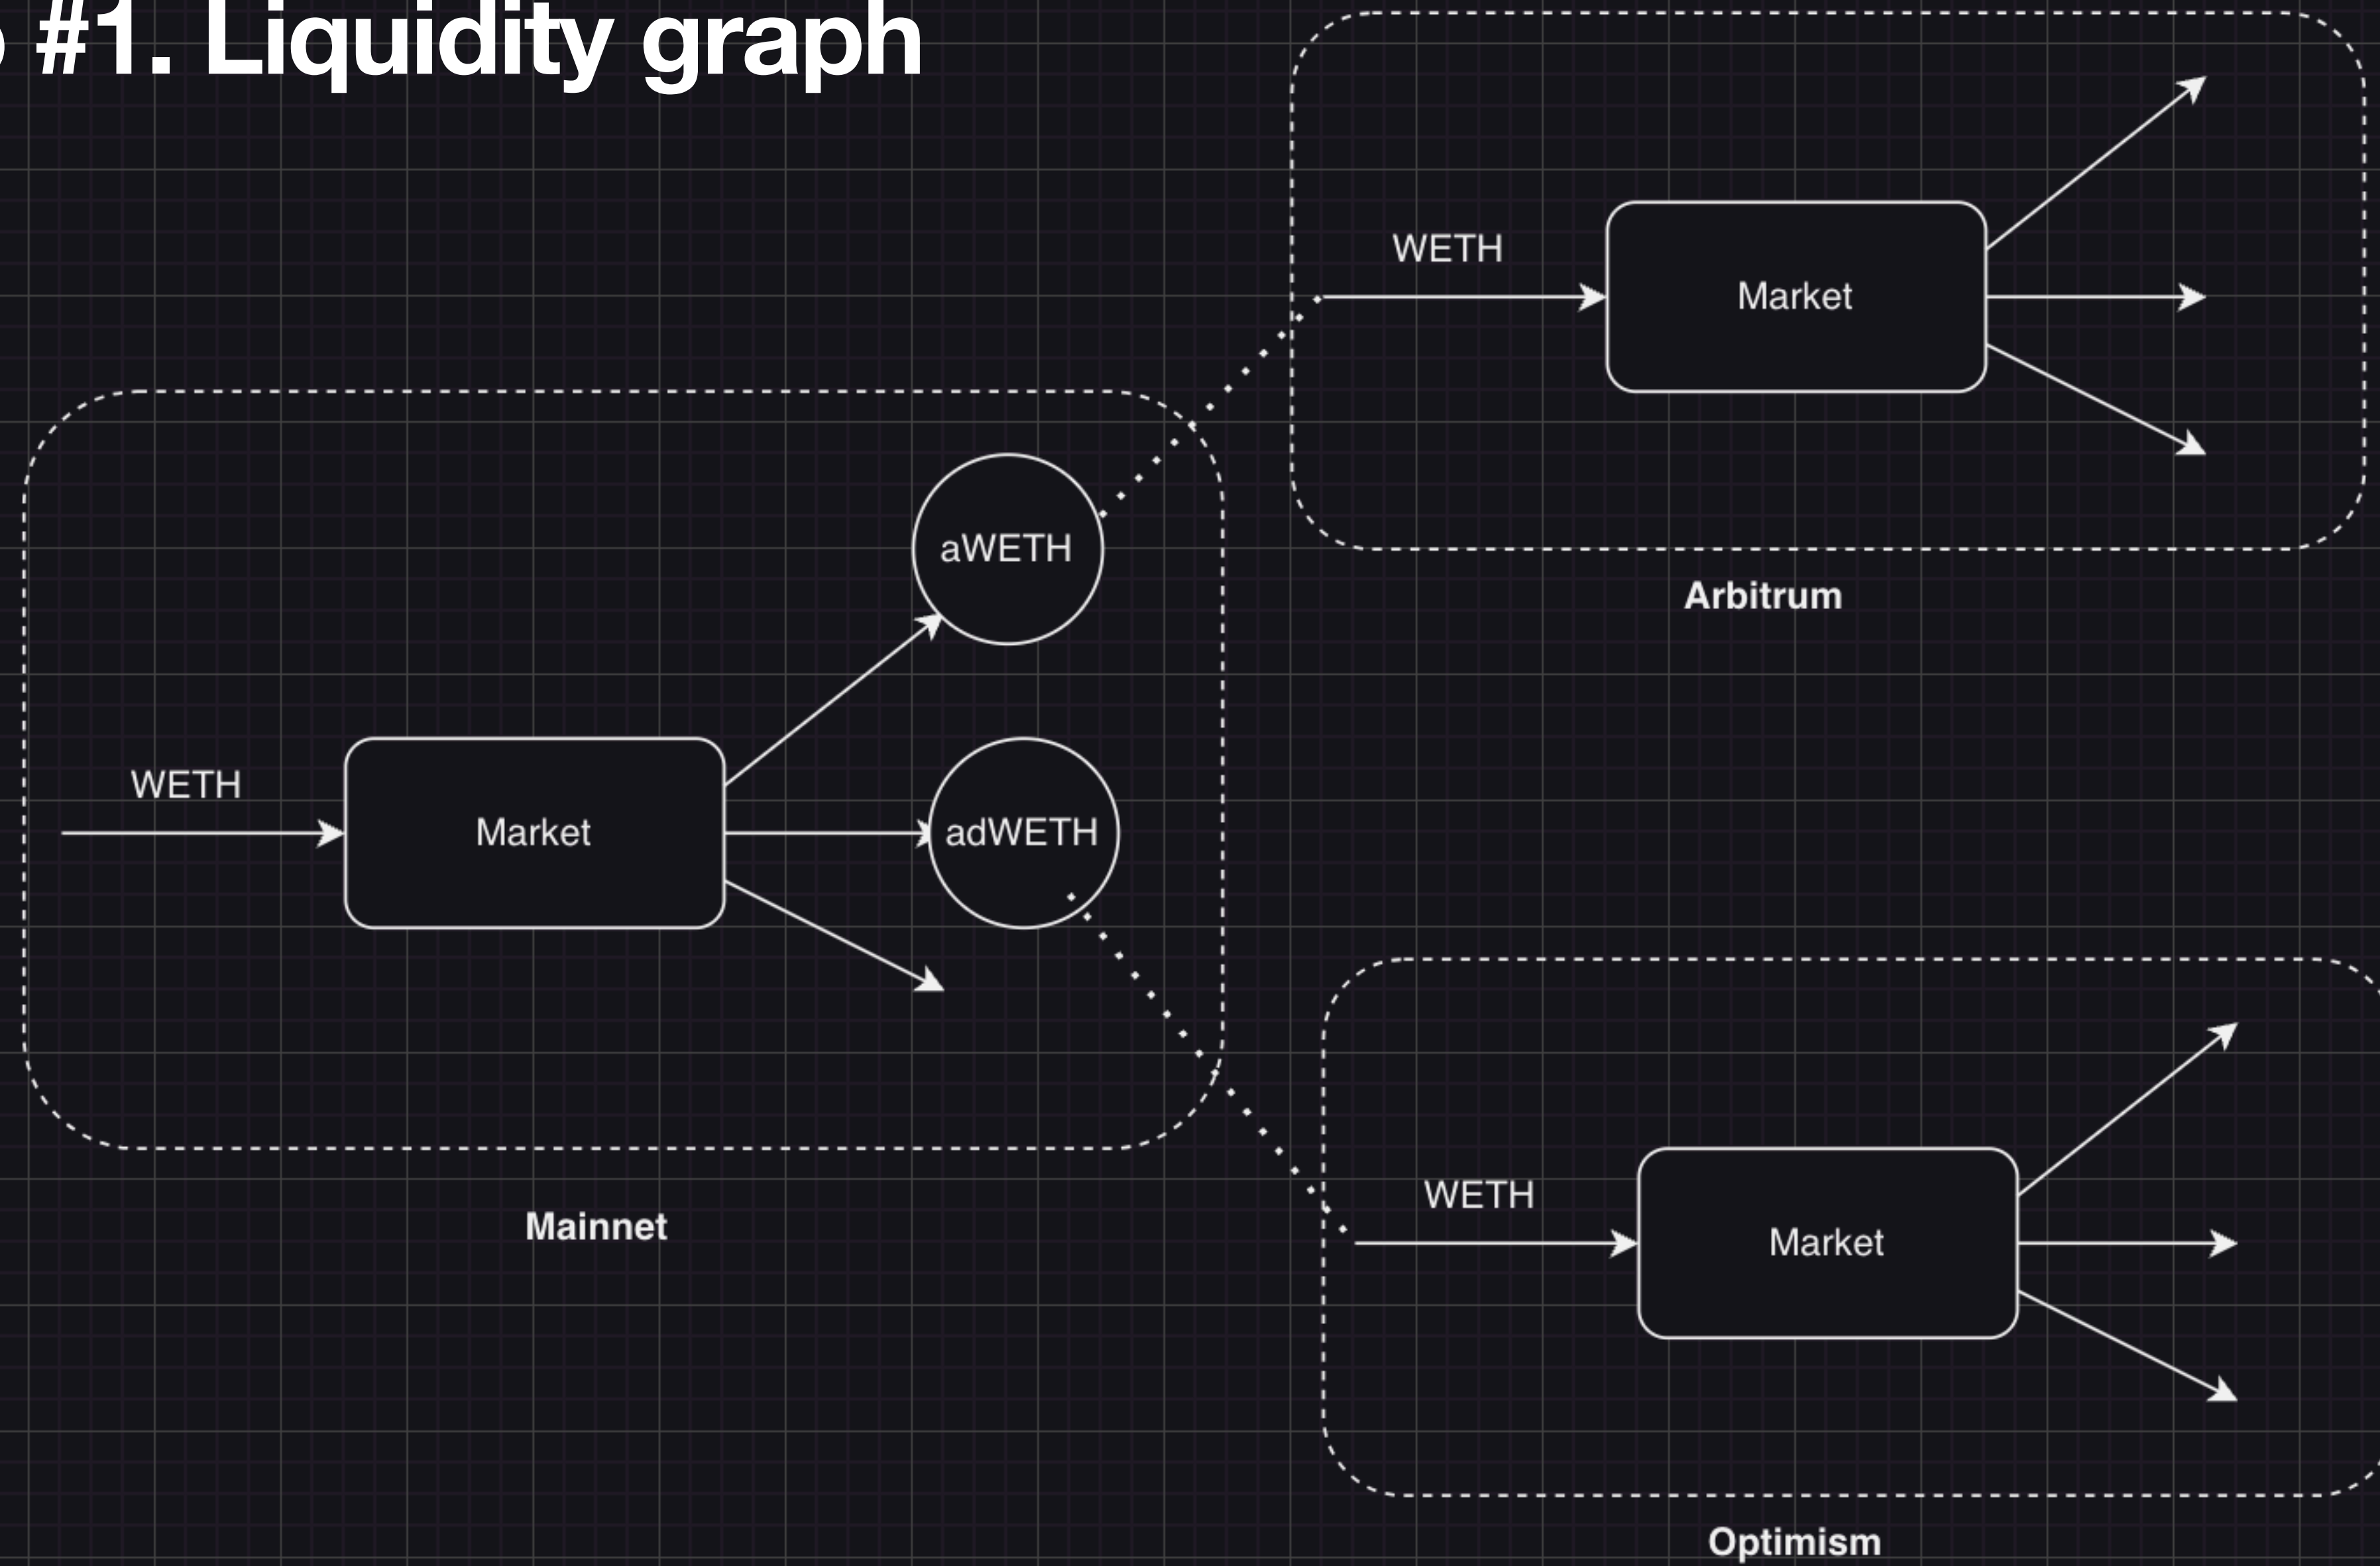 #1. Liquidity graph
WETH
Market
Arbitrum
aWETH
WETH
Market
adWETH
Mainnet
WETH
Market
Optimism